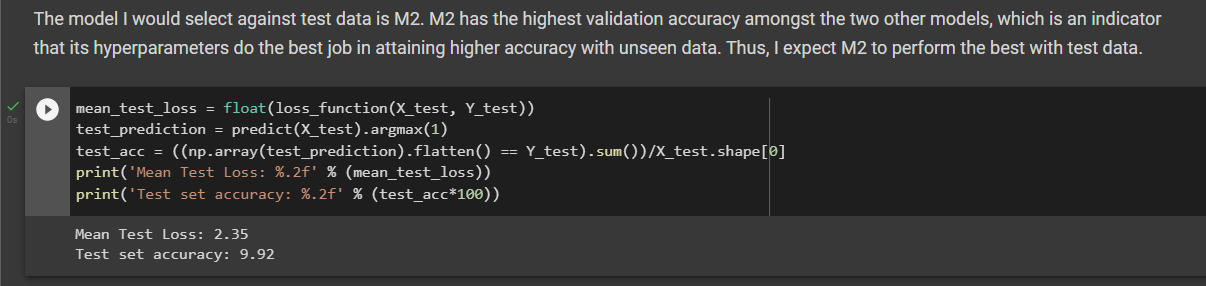 The model I would select against test data is M2. M2 has the highest validation accuracy amongst the two other models, which is an indicator
that its hyperparameters do the best job in attaining higher accuracy with unseen data. Thus, I expect M2 to perform the best with test data.
0s
mean_test_loss = float(loss_function(X_test, Y_test))
test_prediction = predict(X_test).argmax(1)
test_acc = ((np.array(test_prediction).flatten() == Y_test).sum())/X_test.shape[0]
print('Mean Test Loss: %.2f' % (mean_test_loss))
print('Test set accuracy: %.2f' % (test_acc*100))
Mean Test Loss: 2.35
Test set accuracy: 9.92